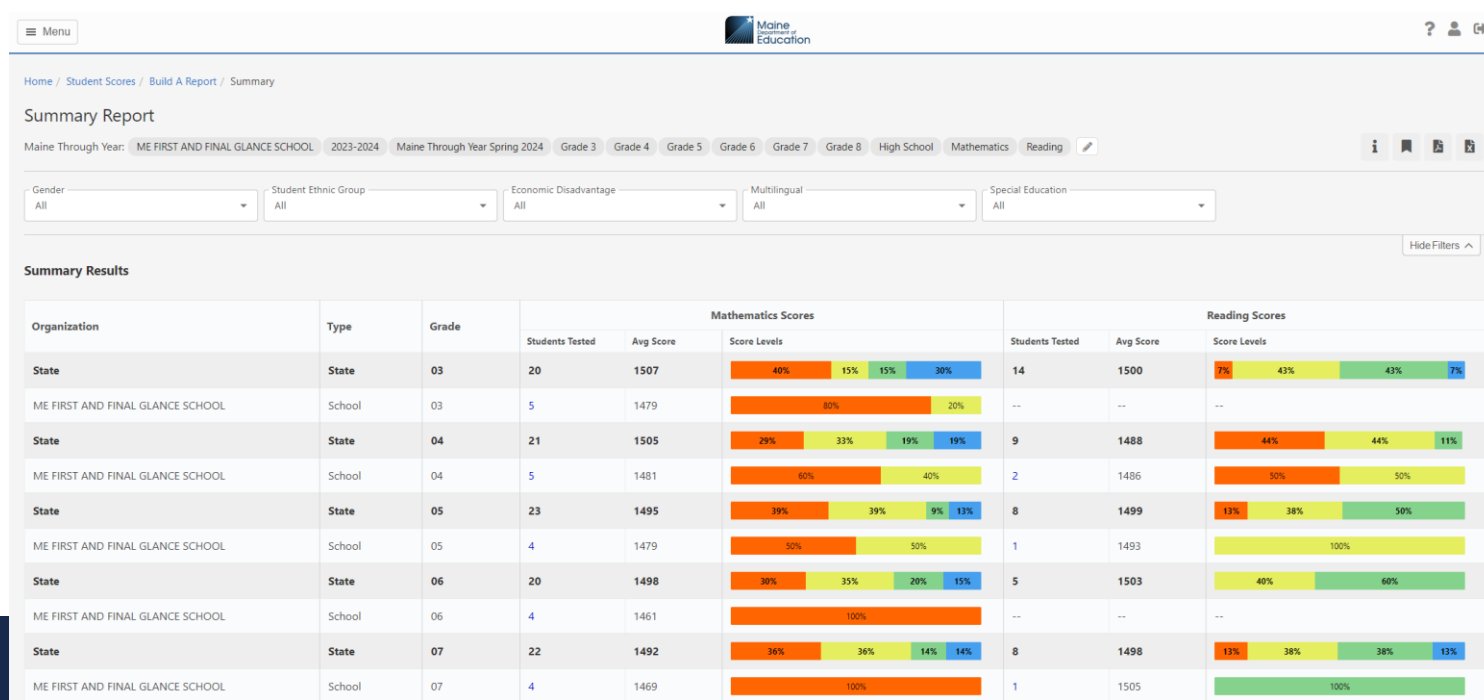 Menu
Maine
Department of
Education
?
Home / Student Scores / Build A Report / Summary
Summary Report
Maine Through Year: ME FIRST AND FINAL GLANCE SCHOOL 2023-2024 Maine Through Year Spring 2024 Grade 3 Grade 4 Grade 5 Grade 6 Grade 7 Grade 8 High School Mathematics Reading
Gender Student Ethnic Group Economic Disadvantage Multilingual Special Education
All All All All All
Hide Filters
Summary Results
Organization Type Grade Mathematics Scores Reading Scores
Students Tested Avg Score Score Levels Students Tested Avg Score Score Levels
State State 03 20 1507 40% 15% 15% 30% 14 1500 7% 43% 43% 7%
ME FIRST AND FINAL GLANCE SCHOOL School 03 5 1479 80% 20% -- -- --
State State 04 21 1505 29% 33% 19% 19% 9 1488 44% 44% 11%
ME FIRST AND FINAL GLANCE SCHOOL School 04 5 1481 60% 40% 2 1486 50% 50%
State State 05 23 1495 39% 39% 9% 13% 8 1499 13% 38% 50%
ME FIRST AND FINAL GLANCE SCHOOL School 05 4 1479 50% 50% 1 1493 100%
State State 06 20 1498 30% 35% 20% 15% 5 1503 40% 60%
ME FIRST AND FINAL GLANCE SCHOOL School 06 4 1461 100% -- -- --
State State 07 22 1492 36% 36% 14% 14% 8 1498 13% 38% 38% 13%
ME FIRST AND FINAL GLANCE SCHOOL School 07 4 1469 100% 1 1505 100%